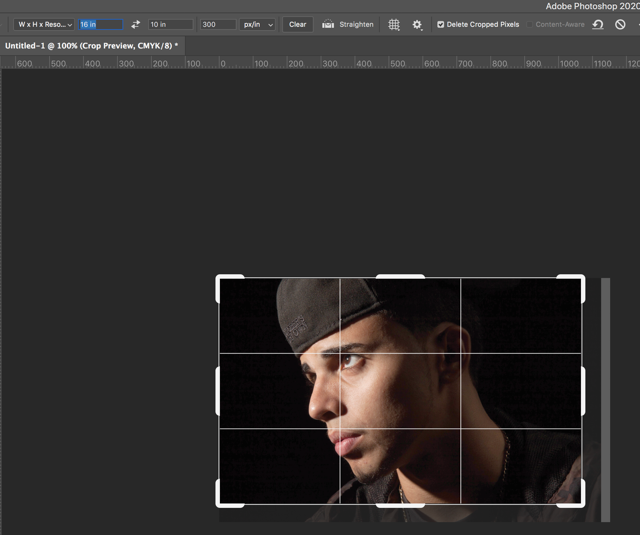 Adobe Photoshop 2020
W x H x Reso... 16 in 10 in 300 px/in Clear Straighten Delete Cropped Pixels Content-Aware
Untitled-1 @ 100% (Crop Preview, CMYK/8) *
600 500 400 300 200 100 0 100 200 300 400 500 600 700 800 900 1000 1100 120